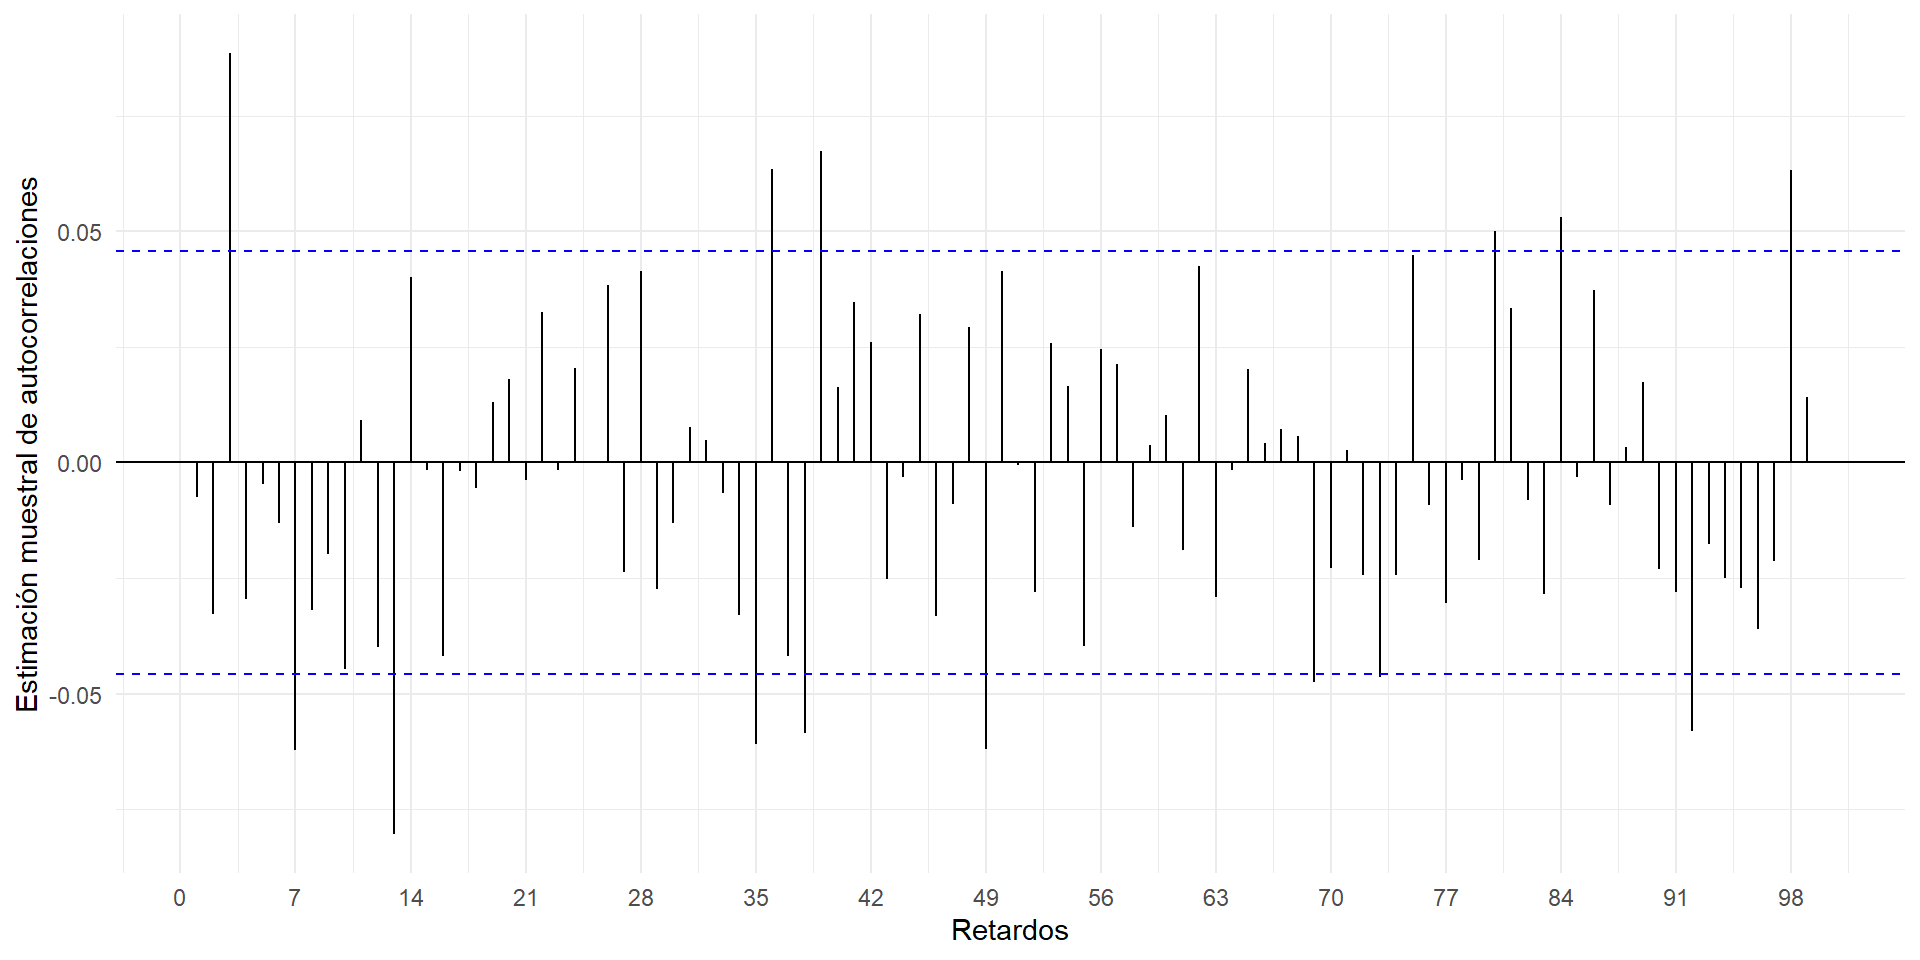 Estimación muestral de autocorrelaciones
0.05
0.00
-0.05
0 7 14 21 28 35 42 49 56 63 70 77 84 91 98
Retardos